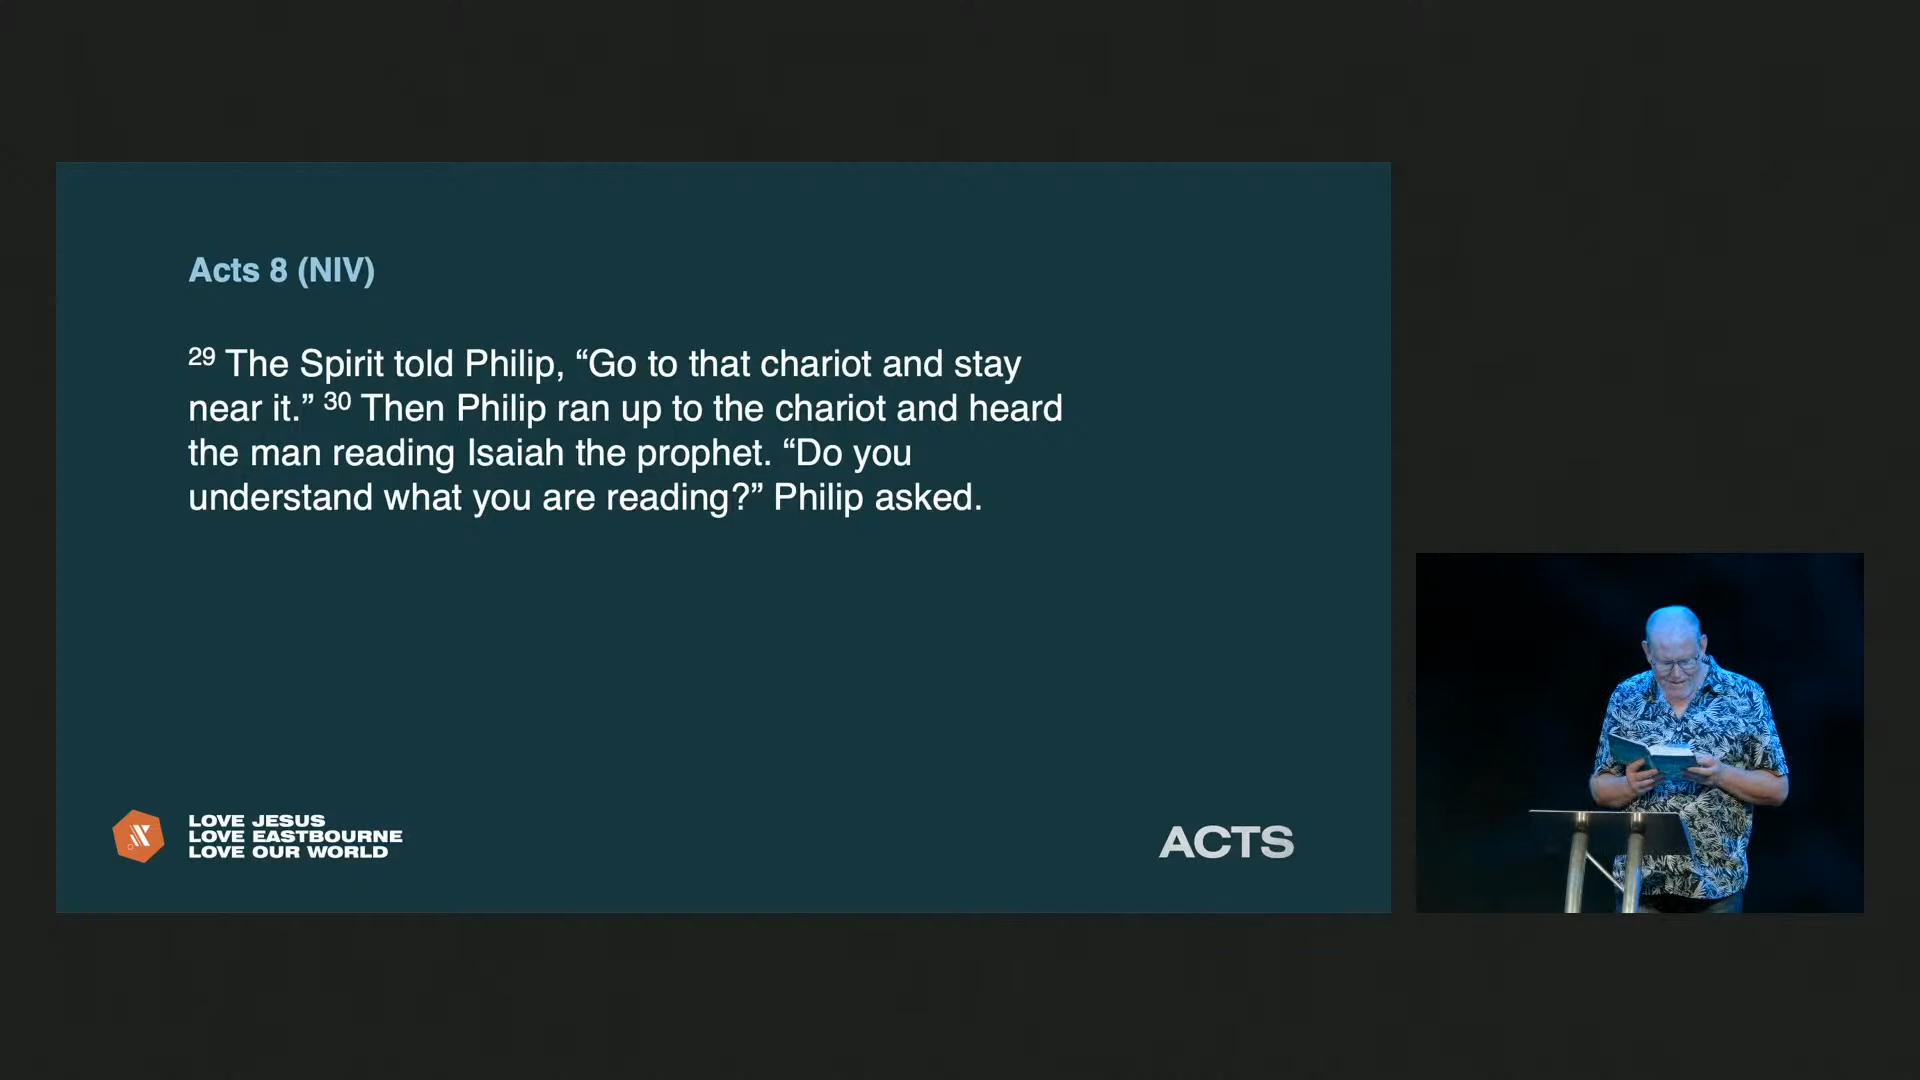 Acts 8 (NIV)
29 The Spirit told Philip, “Go to that chariot and stay
near it.” 30 Then Philip ran up to the chariot and heard
the man reading Isaiah the prophet. “Do you
understand what you are reading?” Philip asked.
LOVE JESUS
LOVE EASTBOURNE
LOVE OUR WORLD
ACTS